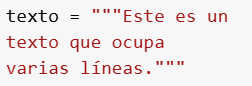 texto = """Este es un
texto que ocupa
varias líneas."""